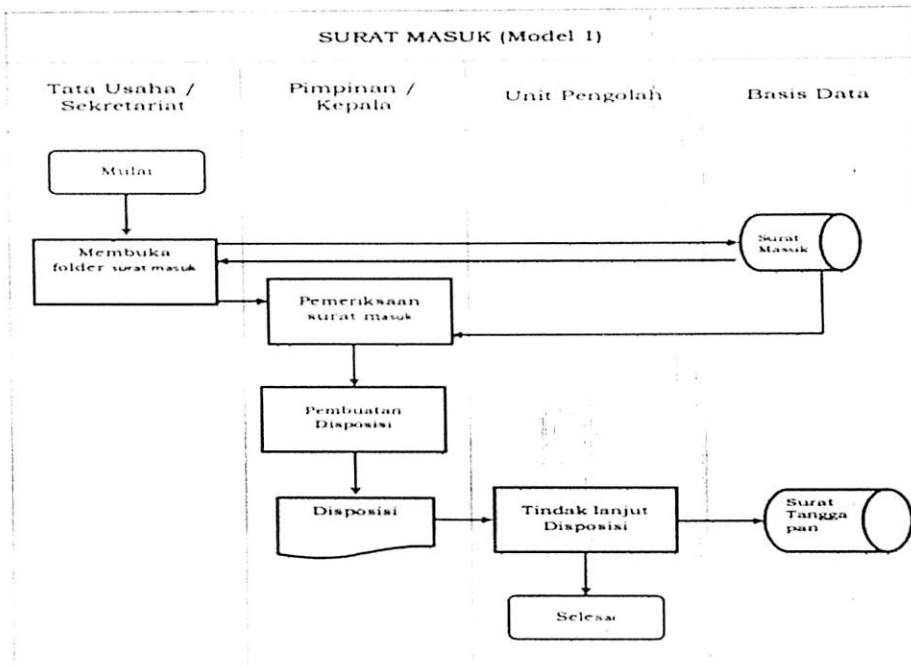 SURAT MASUK (Model 1)
Tata Usaha /
Sekretariat
Pimpinan /
Kepala
Unit Pengolah
Basis Data
Mulai
Membuka
folder surat masuk
Surat
Masuk
Pemeriksaan
surat masuk
Pembuatan
Disposisi
Disposisi
Tindak lanjut
Disposisi
Surat
Tangga
pan
Selesai